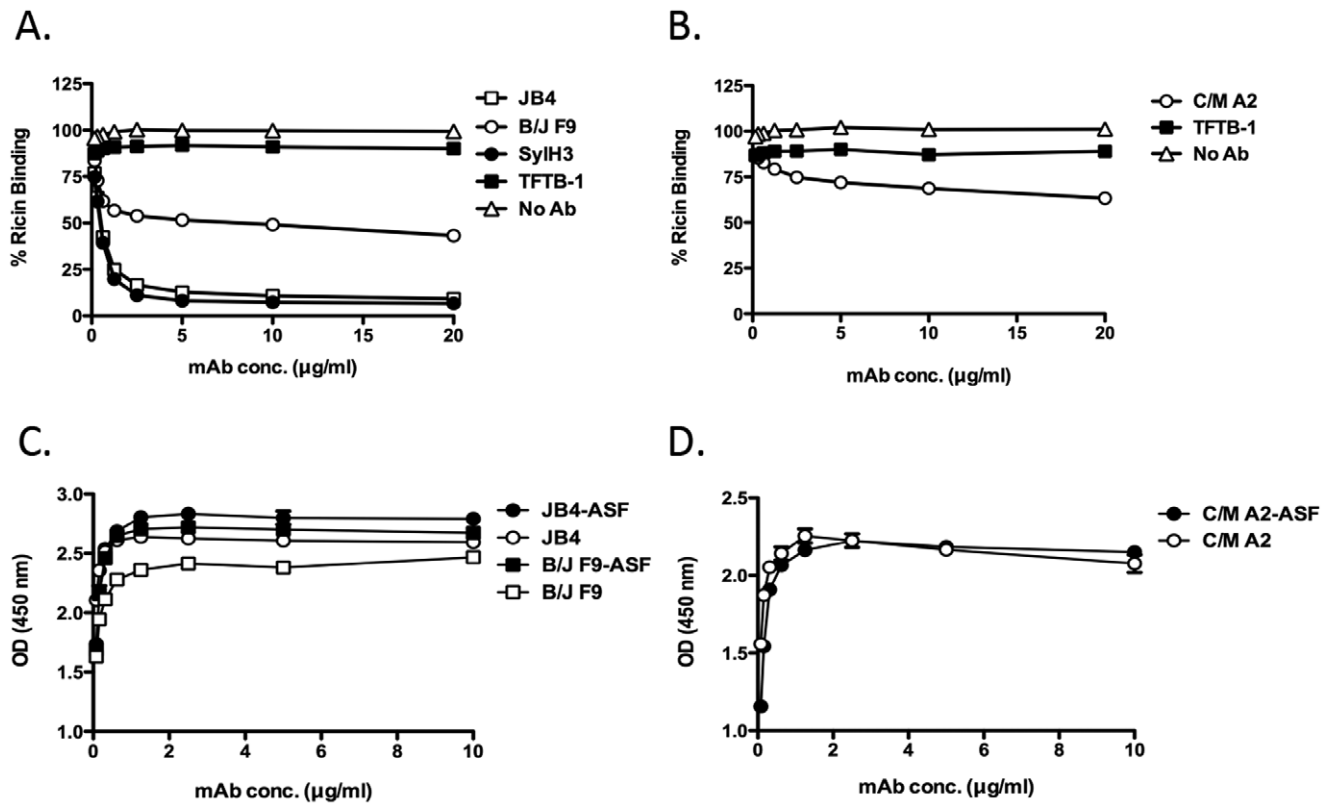 A.
125
100
75
50
25
0
0
5
10
15
20
% Ricin Binding
mAb conc. (µg/ml)
JB4
B/J F9
SylH3
TFTB-1
No Ab
B.
125
100
75
50
25
0
0
5
10
15
20
% Ricin Binding
mAb conc. (µg/ml)
C/M A2
TFTB-1
No Ab
C.
3.0
2.5
2.0
1.5
1.0
0
2
4
6
8
10
OD (450 nm)
mAb conc. (µg/ml)
JB4-ASF
JB4
B/J F9-ASF
B/J F9
D.
2.5
2.0
1.5
1.0
0
2
4
6
8
10
OD (450 nm)
mAb conc. (µg/ml)
C/M A2-ASF
C/M A2